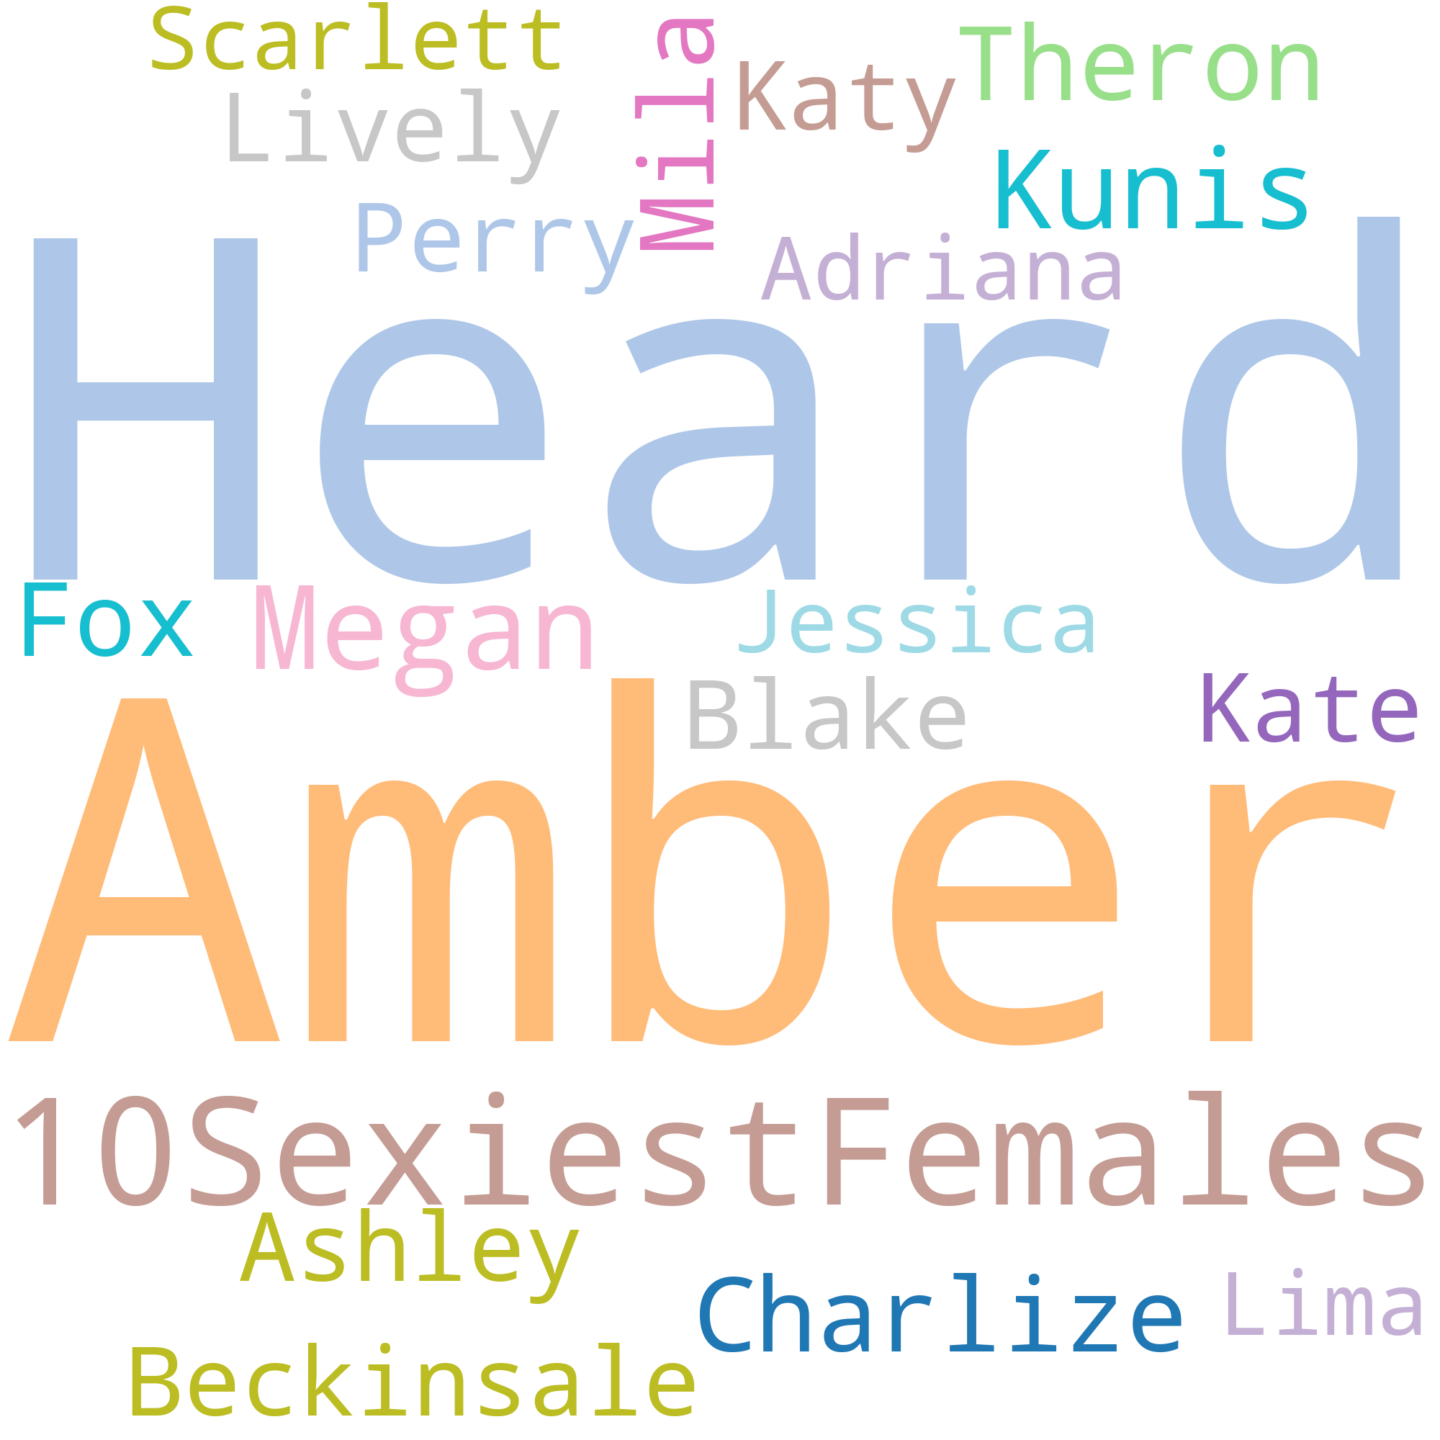 Scarlett
Theron
Mila
Katy
Lively
Kunis
Perry
Adriana
Heard
Fox
Megan
Jessica
Blake
Kate
Amber
10SexiestFemales
Ashley
Charlize
Lima
Beckinsale